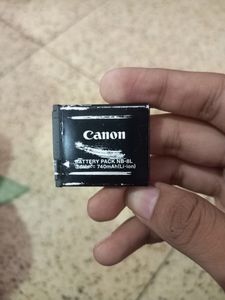 Canon
BATTERY PACK NB-8L
740mAh(Li-ion)